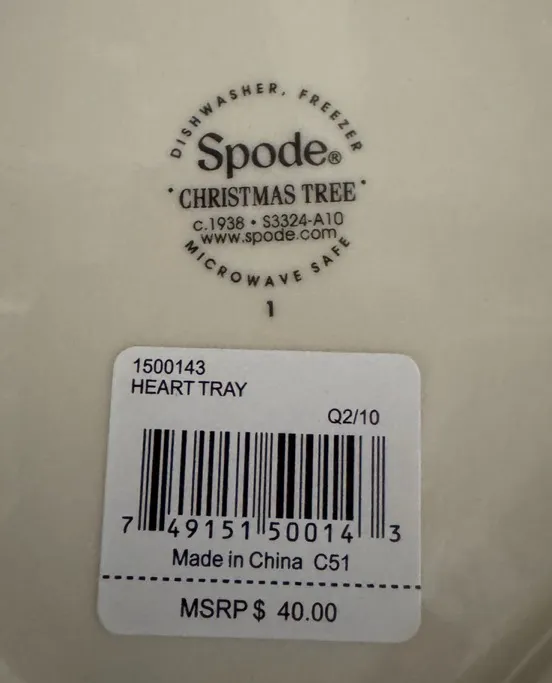 DISHWASHER, FREEZER
Spode®
·CHRISTMAS TREE·
c.1938 • S3324-A10
www.spode.com
MICROWAVE SAFE
1
1500143
HEART TRAY
Q2/10
7 49151 50014 3
Made in China C51
MSRP $ 40.00